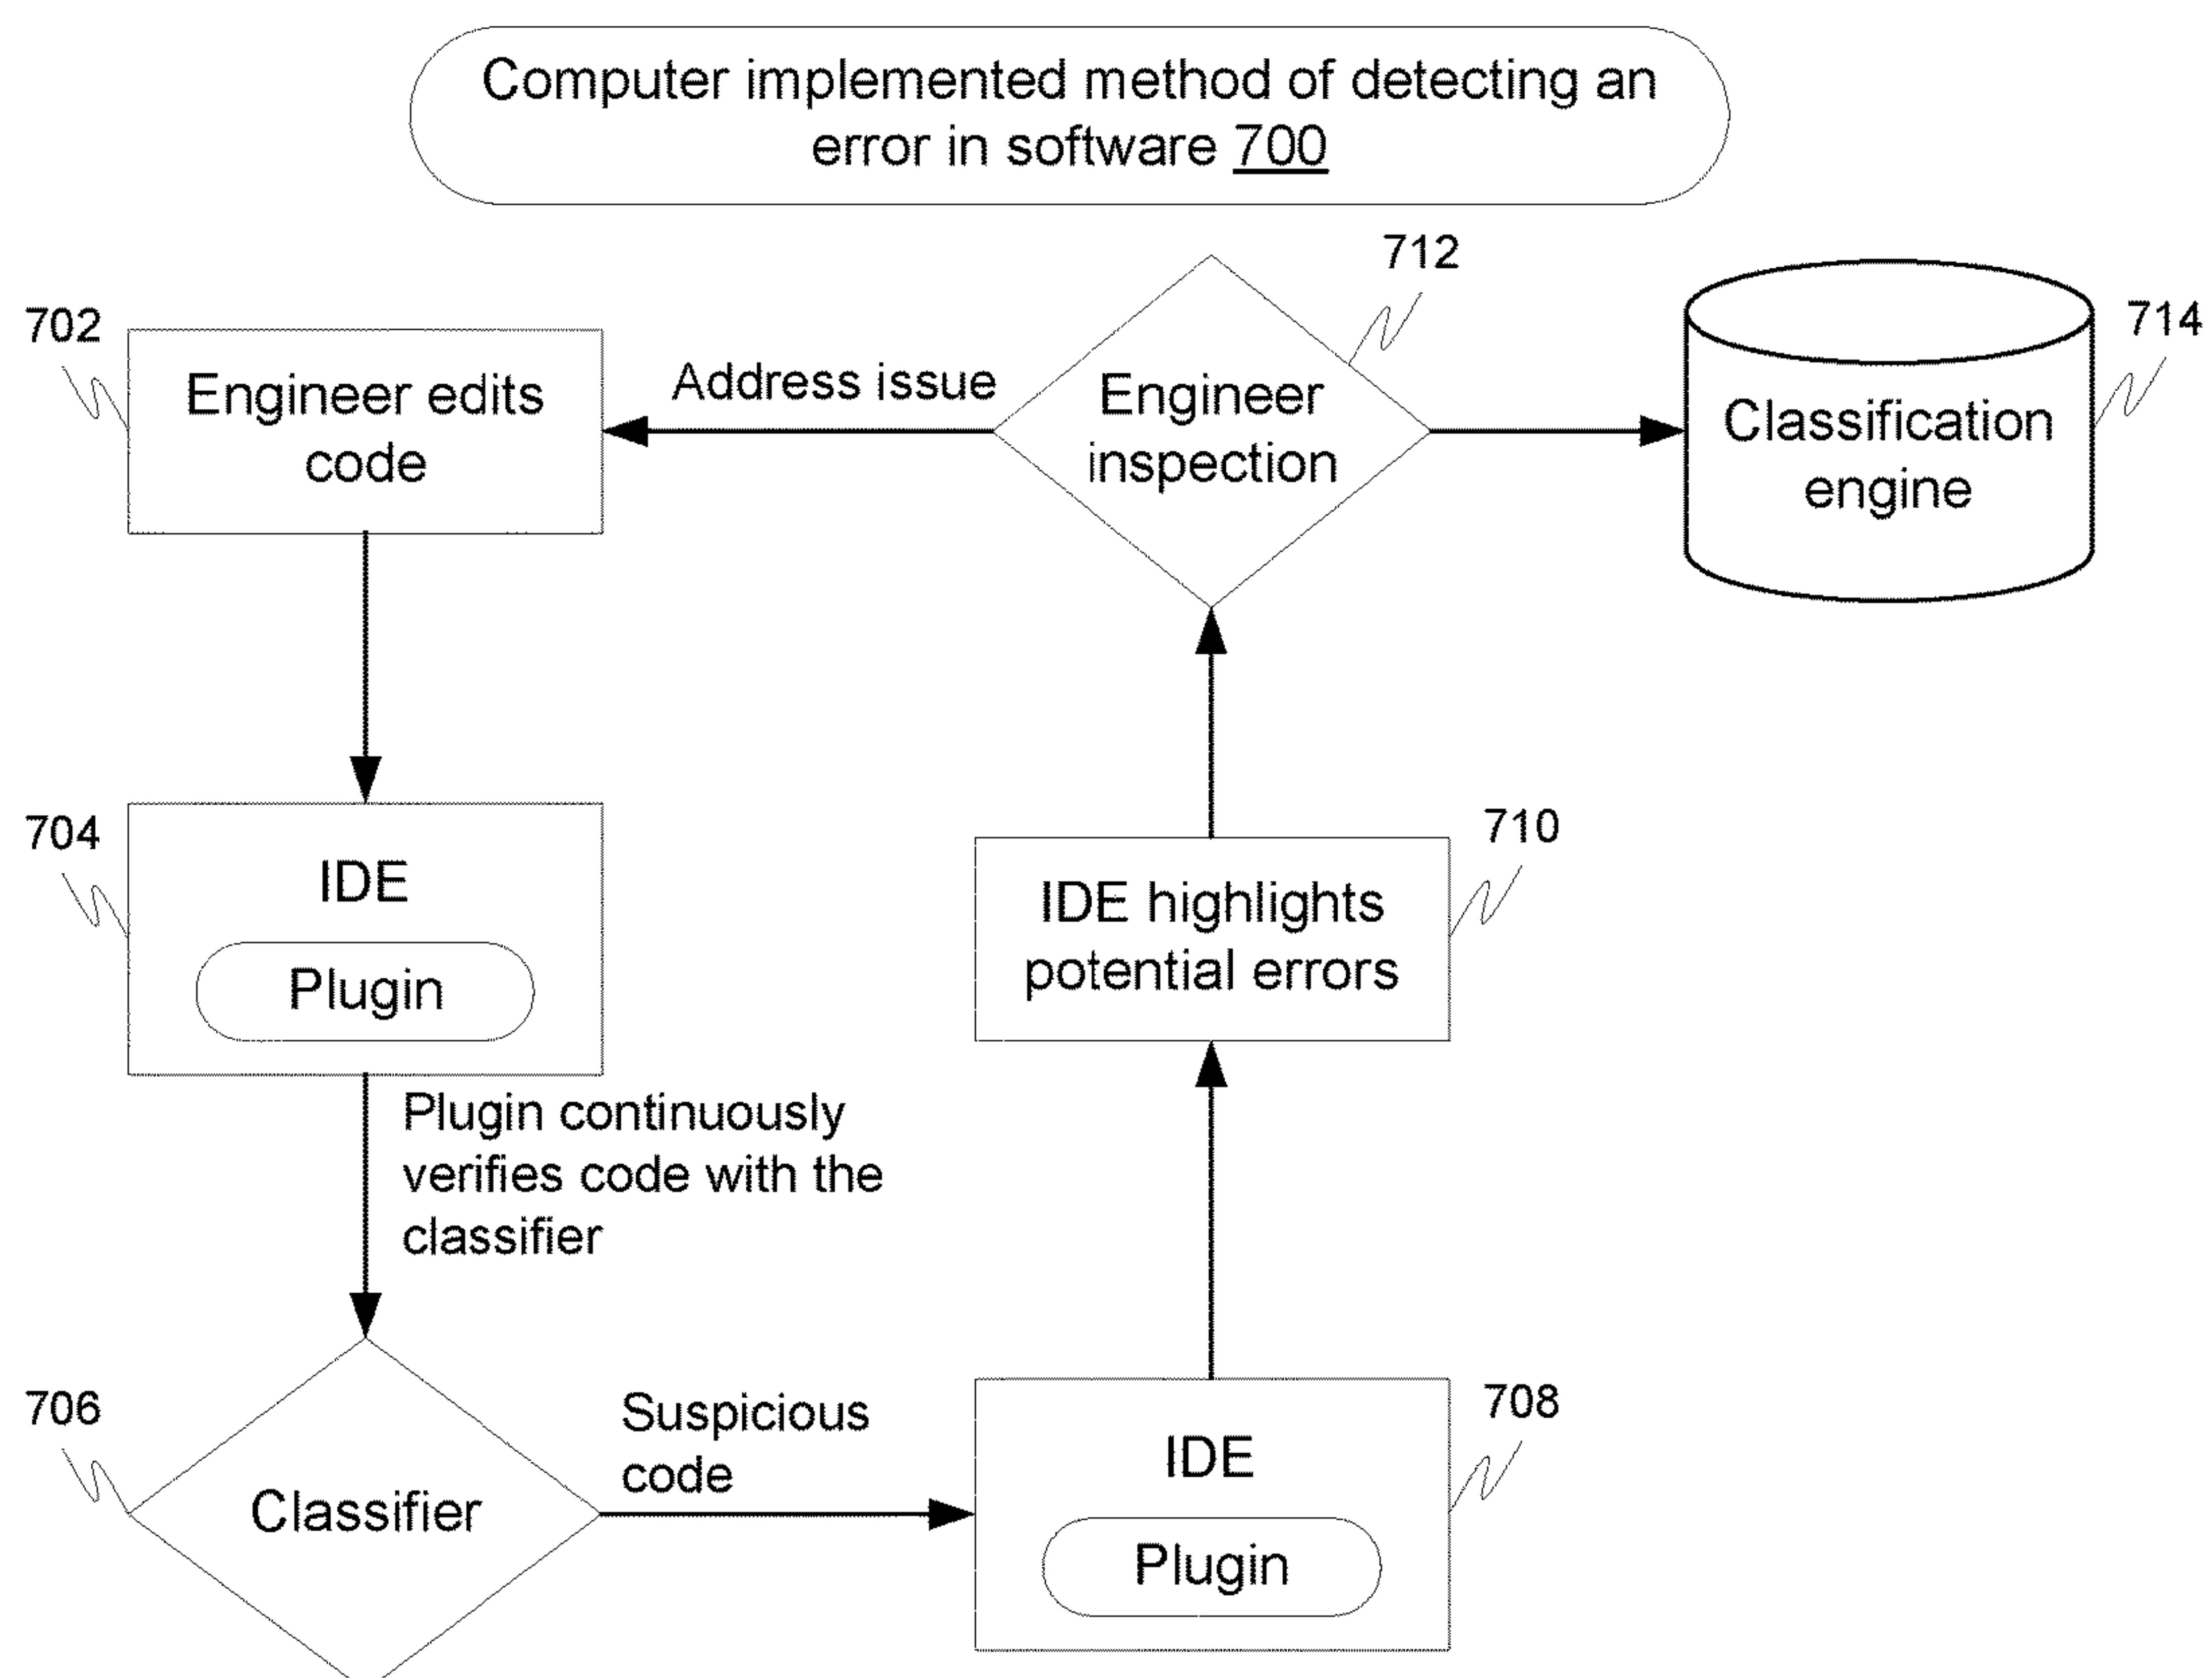 Computer implemented method of detecting an
error in software 700
712
714
702
Engineer edits
code
Address issue
Engineer
inspection
Classification
engine
704
IDE
Plugin
710
IDE highlights
potential errors
Plugin continuously
verifies code with the
classifier
706
Classifier
Suspicious
code
708
IDE
Plugin